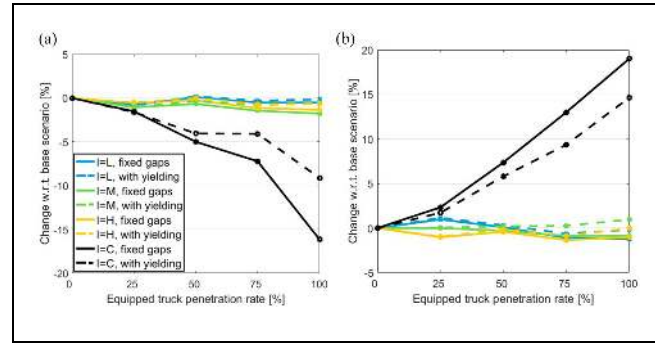 (a)
5
0
-5
-10
-15
-20
Change w.r.t. base scenario [%]
I=L, fixed gaps
I=L, with yielding
I=M, fixed gaps
I=M, with yielding
I=H, fixed gaps
I=H, with yielding
I=C, fixed gaps
I=C, with yielding
0 25 50 75 100
Equipped truck penetration rate [%]
(b)
20
15
10
5
0
-5
Change w.r.t. base scenario [%]
0 25 50 75 100
Equipped truck penetration rate [%]